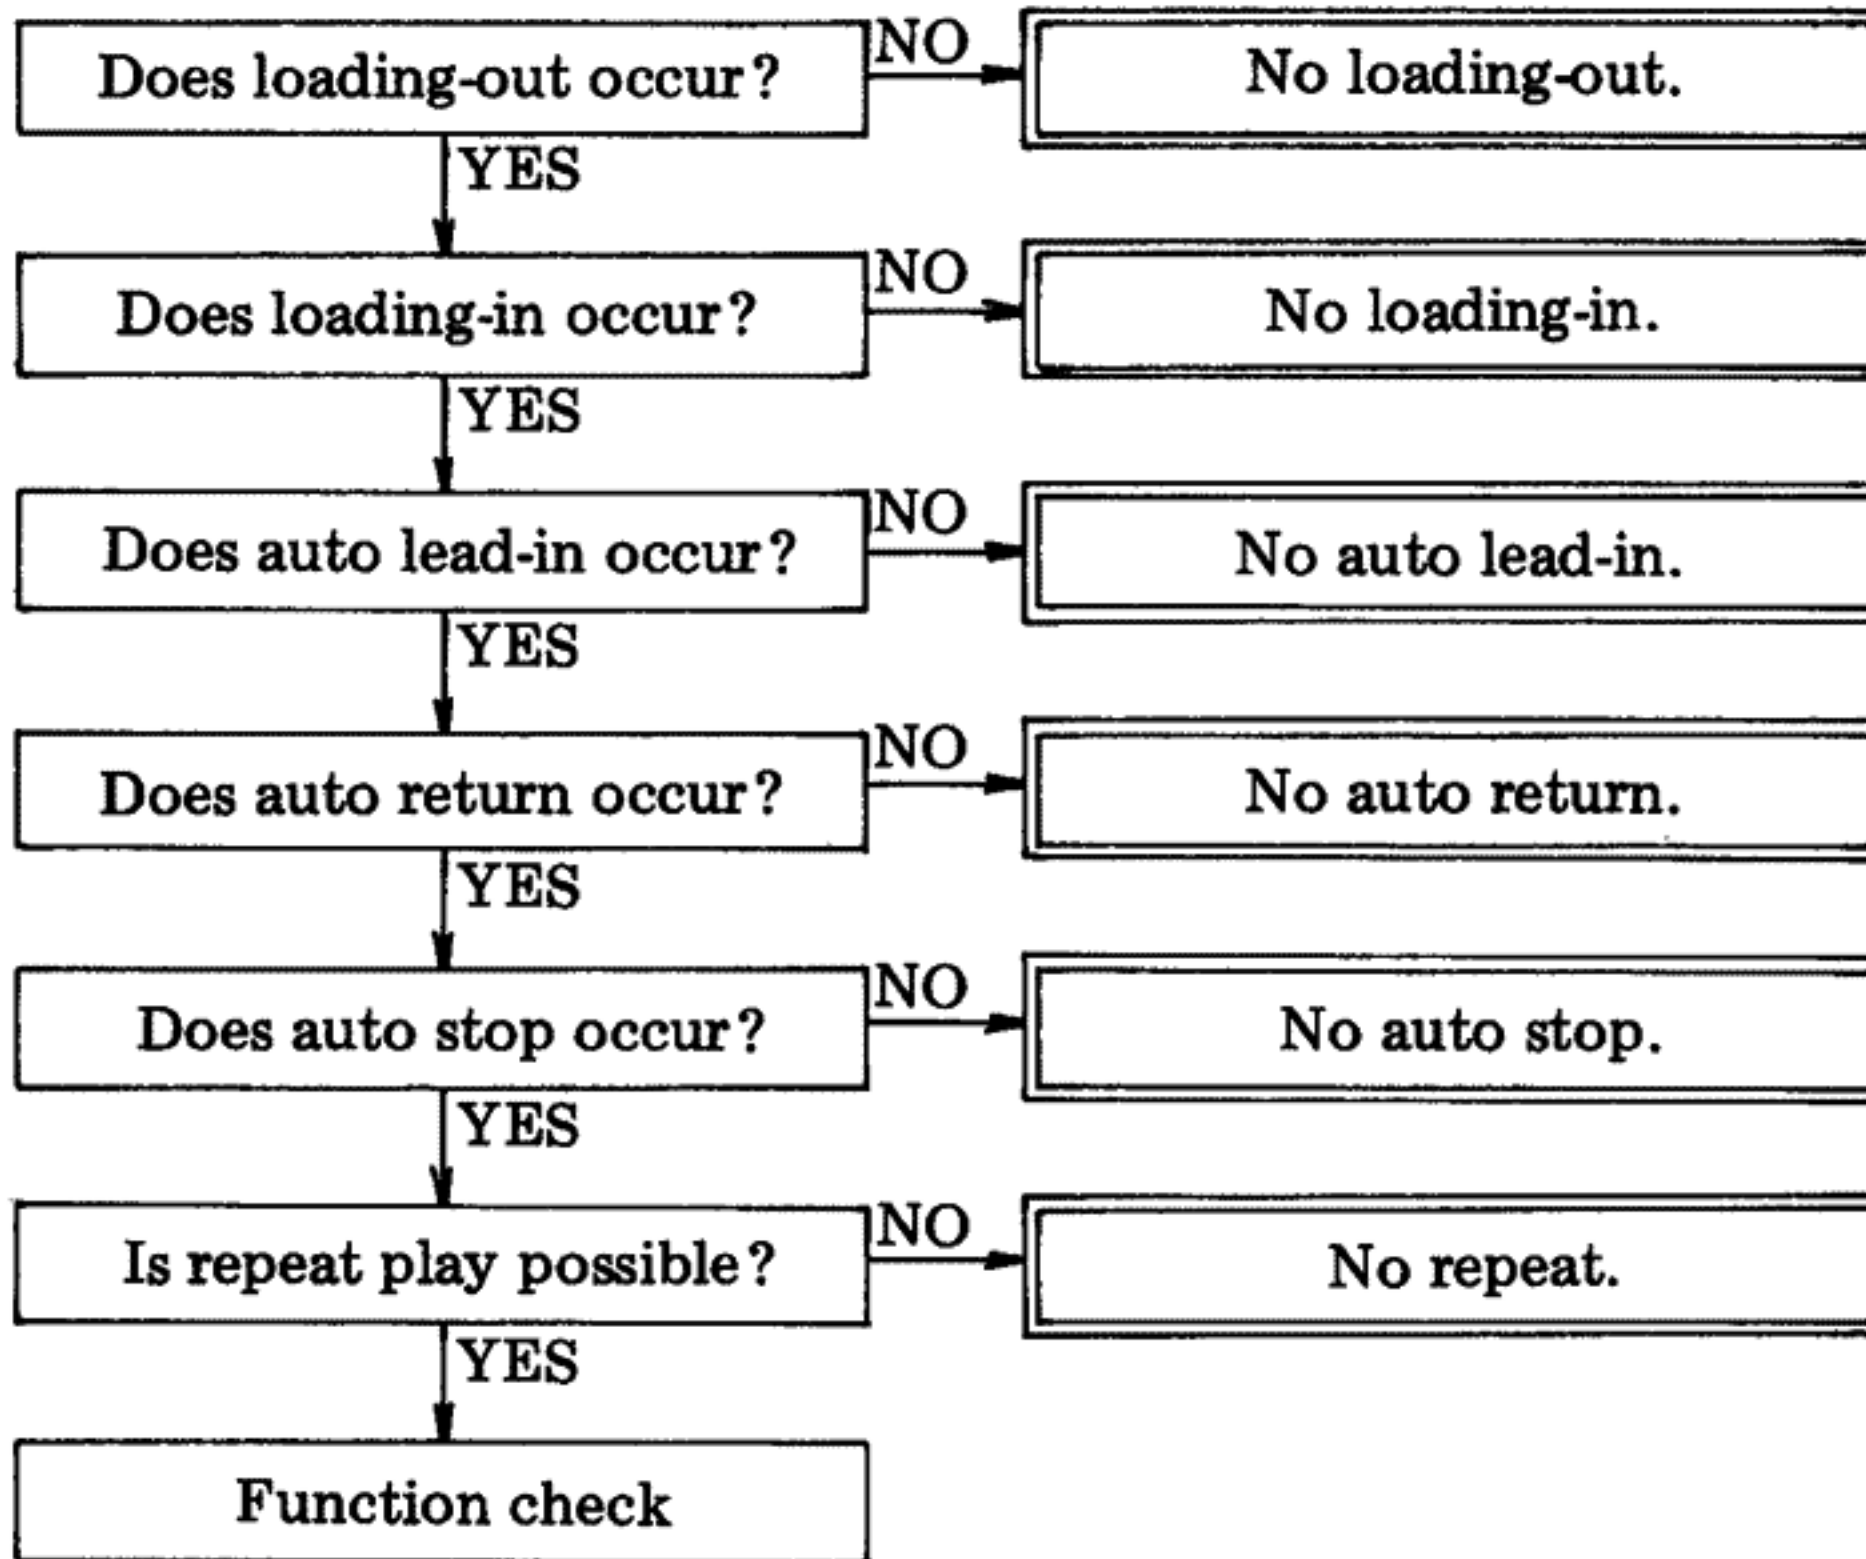 Does loading-out occur?
NO
No loading-out.
YES
Does loading-in occur?
NO
No loading-in.
YES
Does auto lead-in occur?
NO
No auto lead-in.
YES
Does auto return occur?
NO
No auto return.
YES
Does auto stop occur?
NO
No auto stop.
YES
Is repeat play possible?
NO
No repeat.
YES
Function check